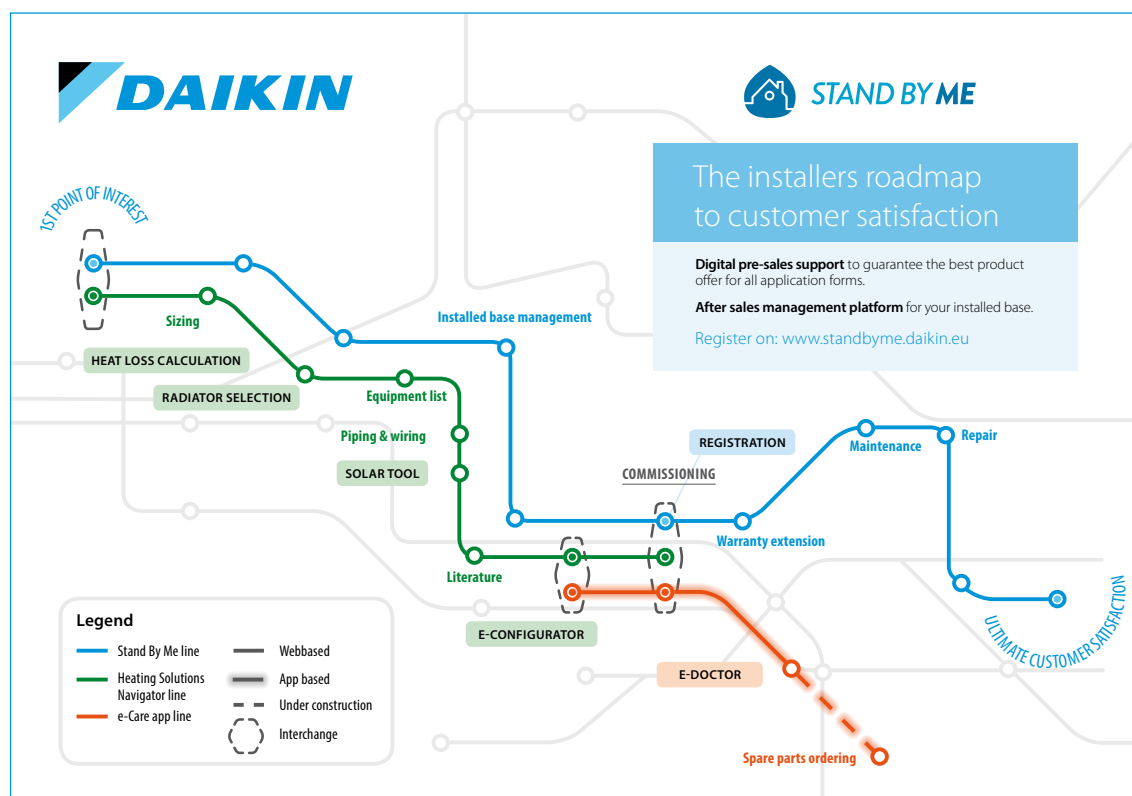 DAIKIN
STAND BY ME
The installers roadmap
to customer satisfaction
Digital pre-sales support to guarantee the best product
offer for all application forms.
After sales management platform for your installed base.
Register on: www.standbyme.daikin.eu
1ST POINT OF INTEREST
Sizing
HEAT LOSS CALCULATION
RADIATOR SELECTION
Installed base management
Equipment list
Piping & wiring
SOLAR TOOL
Literature
REGISTRATION
COMMISSIONING
Maintenance
Repair
Warranty extension
E-CONFIGURATOR
E-DOCTOR
Spare parts ordering
ULTIMATE CUSTOMER SATISFACTION
Legend
Stand By Me line
Heating Solutions
Navigator line
e-Care app line
Webbased
App based
Under construction
Interchange